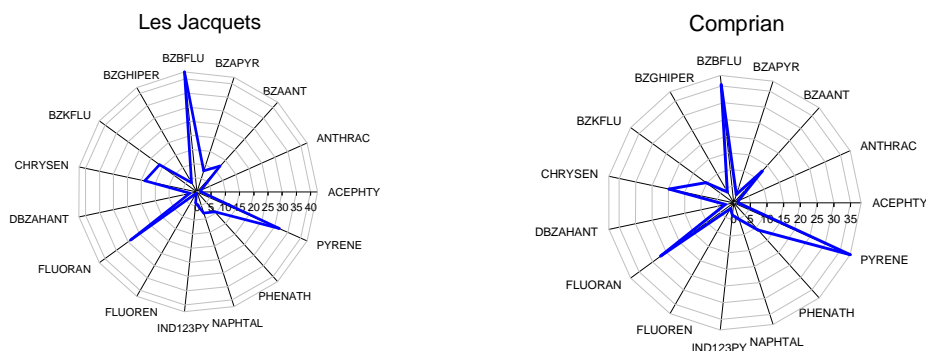 Les Jacquets
BZBFLU
BZGHIPER
BZAPYR
BZKFLU
BZAANT
CHRYSEN
ANTHRAC
DBZAHANT
0 5 10 15 20 25 30 35 40
ACEPHTY
FLUORAN
PYRENE
FLUOREN
PHENATH
IND123PY
NAPHTAL
Comprian
BZBFLU
BZGHIPER
BZAPYR
BZKFLU
BZAANT
CHRYSEN
ANTHRAC
DBZAHANT
0 5 10 15 20 25 30 35
ACEPHTY
FLUORAN
PYRENE
FLUOREN
PHENATH
IND123PY
NAPHTAL